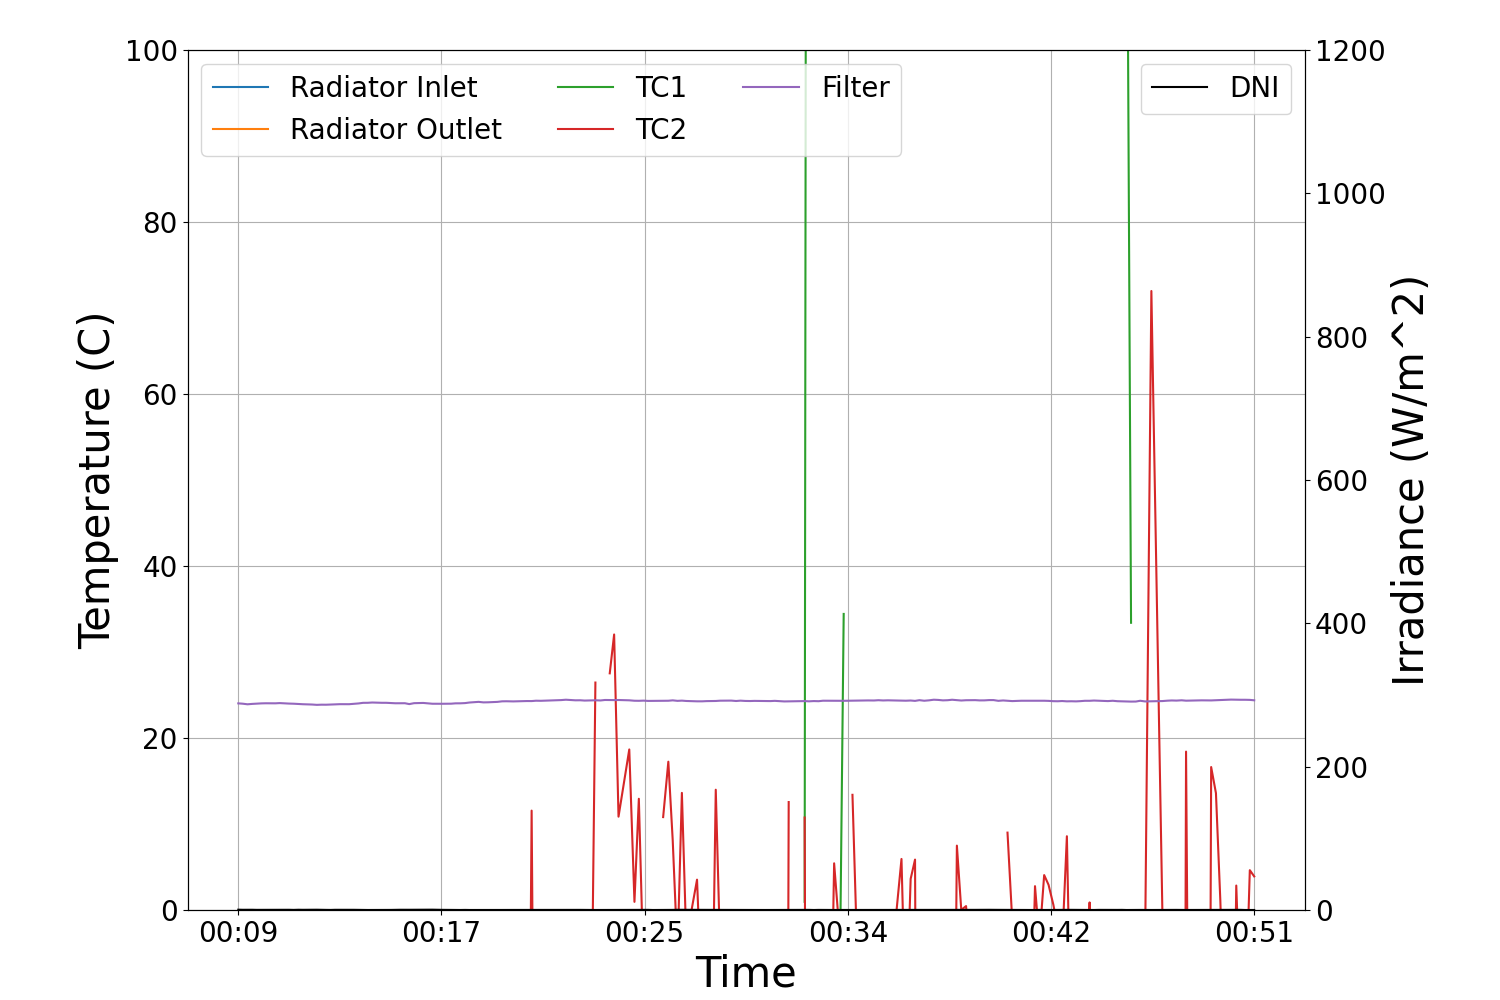 100
80
60
40
20
0
Temperature (C)
Radiator Inlet
Radiator Outlet
TC1
TC2
Filter
DNI
1200
1000
800
600
400
200
0
Irradiance (W/m^2)
00:09
00:17
00:25
00:34
00:42
00:51
Time